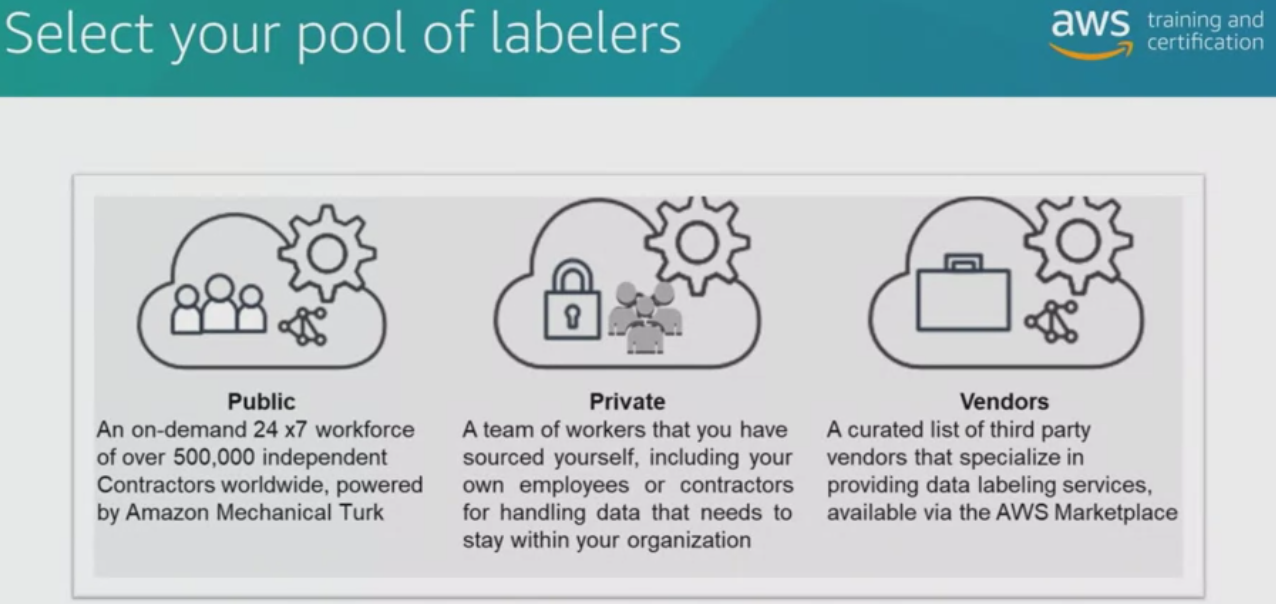 Select your pool of labelers
aws training and
certification
Public
An on-demand 24 x7 workforce
of over 500,000 independent
Contractors worldwide, powered
by Amazon Mechanical Turk
Private
A team of workers that you have
sourced yourself, including your
own employees or contractors
for handling data that needs to
stay within your organization
Vendors
A curated list of third party
vendors that specialize in
providing data labeling services,
available via the AWS Marketplace